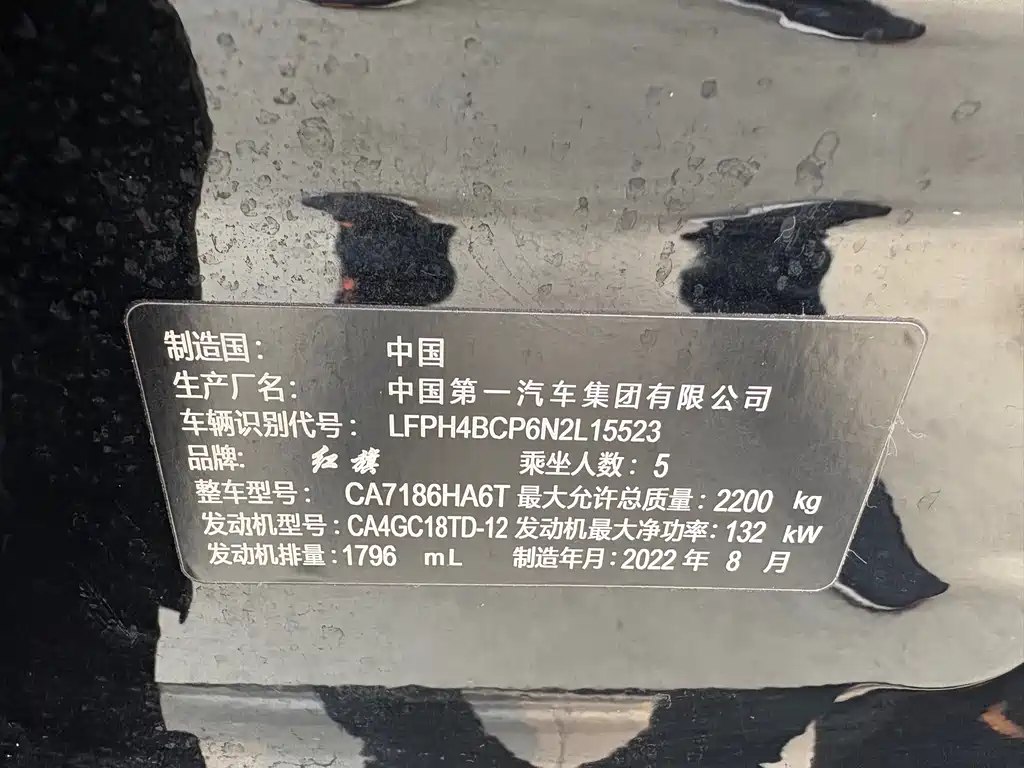 制造国： 中国
生产厂名： 中国第一汽车集团有限公司
车辆识别代号： LFPH4BCP6N2L15523
品牌： 红旗 乘坐人数：5
整车型号： CA7186HA6T 最大允许总质量：2200 kg
发动机型号：CA4GC18TD-12 发动机最大净功率：132 kW
发动机排量：1796 mL 制造年月：2022 年 8 月